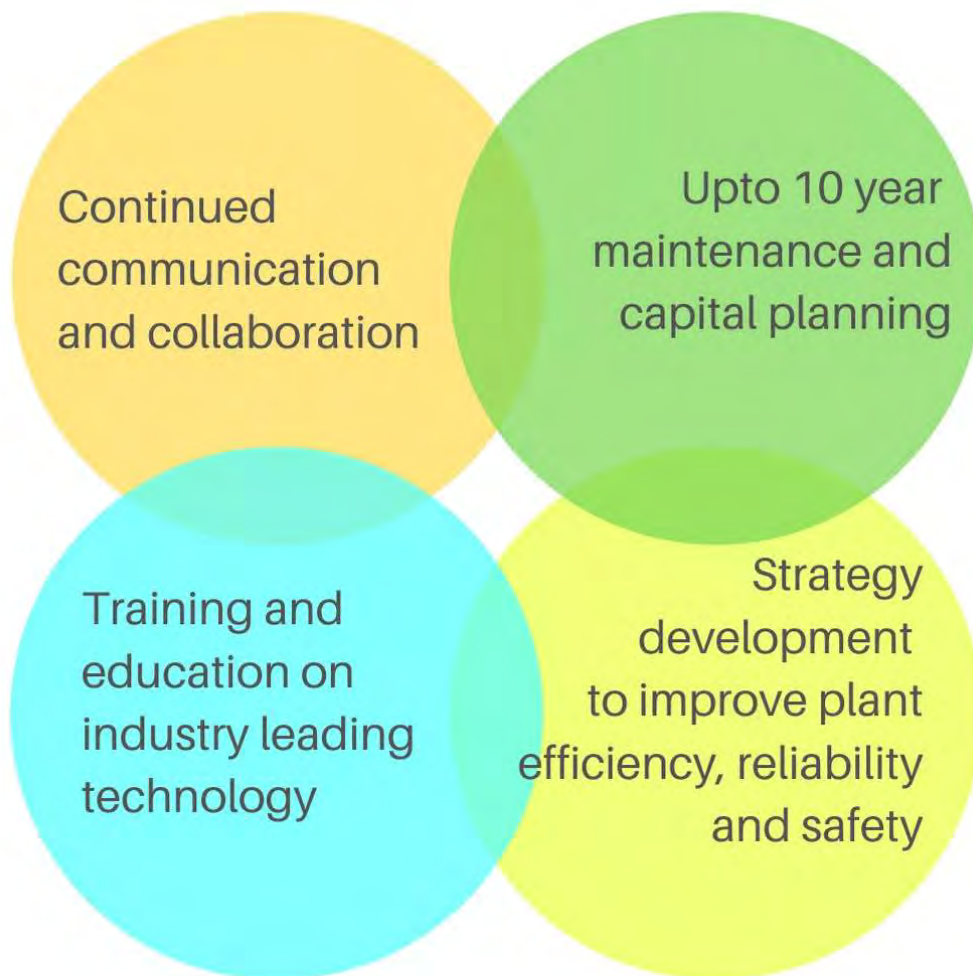 Continued
communication
and collaboration
Upto 10 year
maintenance and
capital planning
Training and
education on
industry leading
technology
Strategy
development
to improve plant
efficiency, reliability
and safety